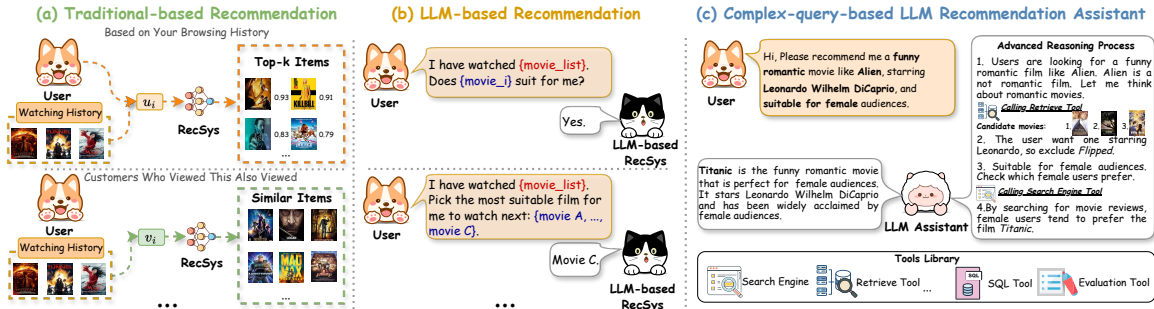 (a) Traditional-based Recommendation
Based on Your Browsing History
User
Watching History
u_i
RecSys
Top-k Items
0.93
KILL BILL
0.91
0.83
0.79
...
Customers Who Viewed This Also Viewed
User
Watching History
v_i
RecSys
Similar Items
MAD MAX
...
...
(b) LLM-based Recommendation
I have watched {movie_list}.
Does {movie_i} suit for me?
User
Yes.
LLM-based
RecSys
I have watched {movie_list}.
Pick the most suitable film for
me to watch next: {movie A, ...,
movie C}.
User
Movie C.
LLM-based
RecSys
...
(c) Complex-query-based LLM Recommendation Assistant
Hi, Please recommend me a funny
romantic movie like Alien, starring
Leonardo Wilhelm DiCaprio, and
suitable for female audiences.
User
Titanic is the funny romantic movie
that is perfect for female audiences.
It stars Leonardo Wilhelm DiCaprio
and has been widely acclaimed by
female audiences.
LLM Assistant
Advanced Reasoning Process
1. Users are looking for a funny
romantic film like Alien. Alien is a
not romantic film. Let me think
about romantic movies.
Calling Retrieve Tool
Candidate movies: 1. 2. 3.
2. The user want one starring
Leonardo, so exclude Flipped.
3. Suitable for female audiences.
Check which female users prefer.
Calling Search Engine Tool
4.By searching for movie reviews,
female users tend to prefer the
film Titanic.
Tools Library
Search Engine
Retrieve Tool
...
SQL
SQL Tool
Evaluation Tool